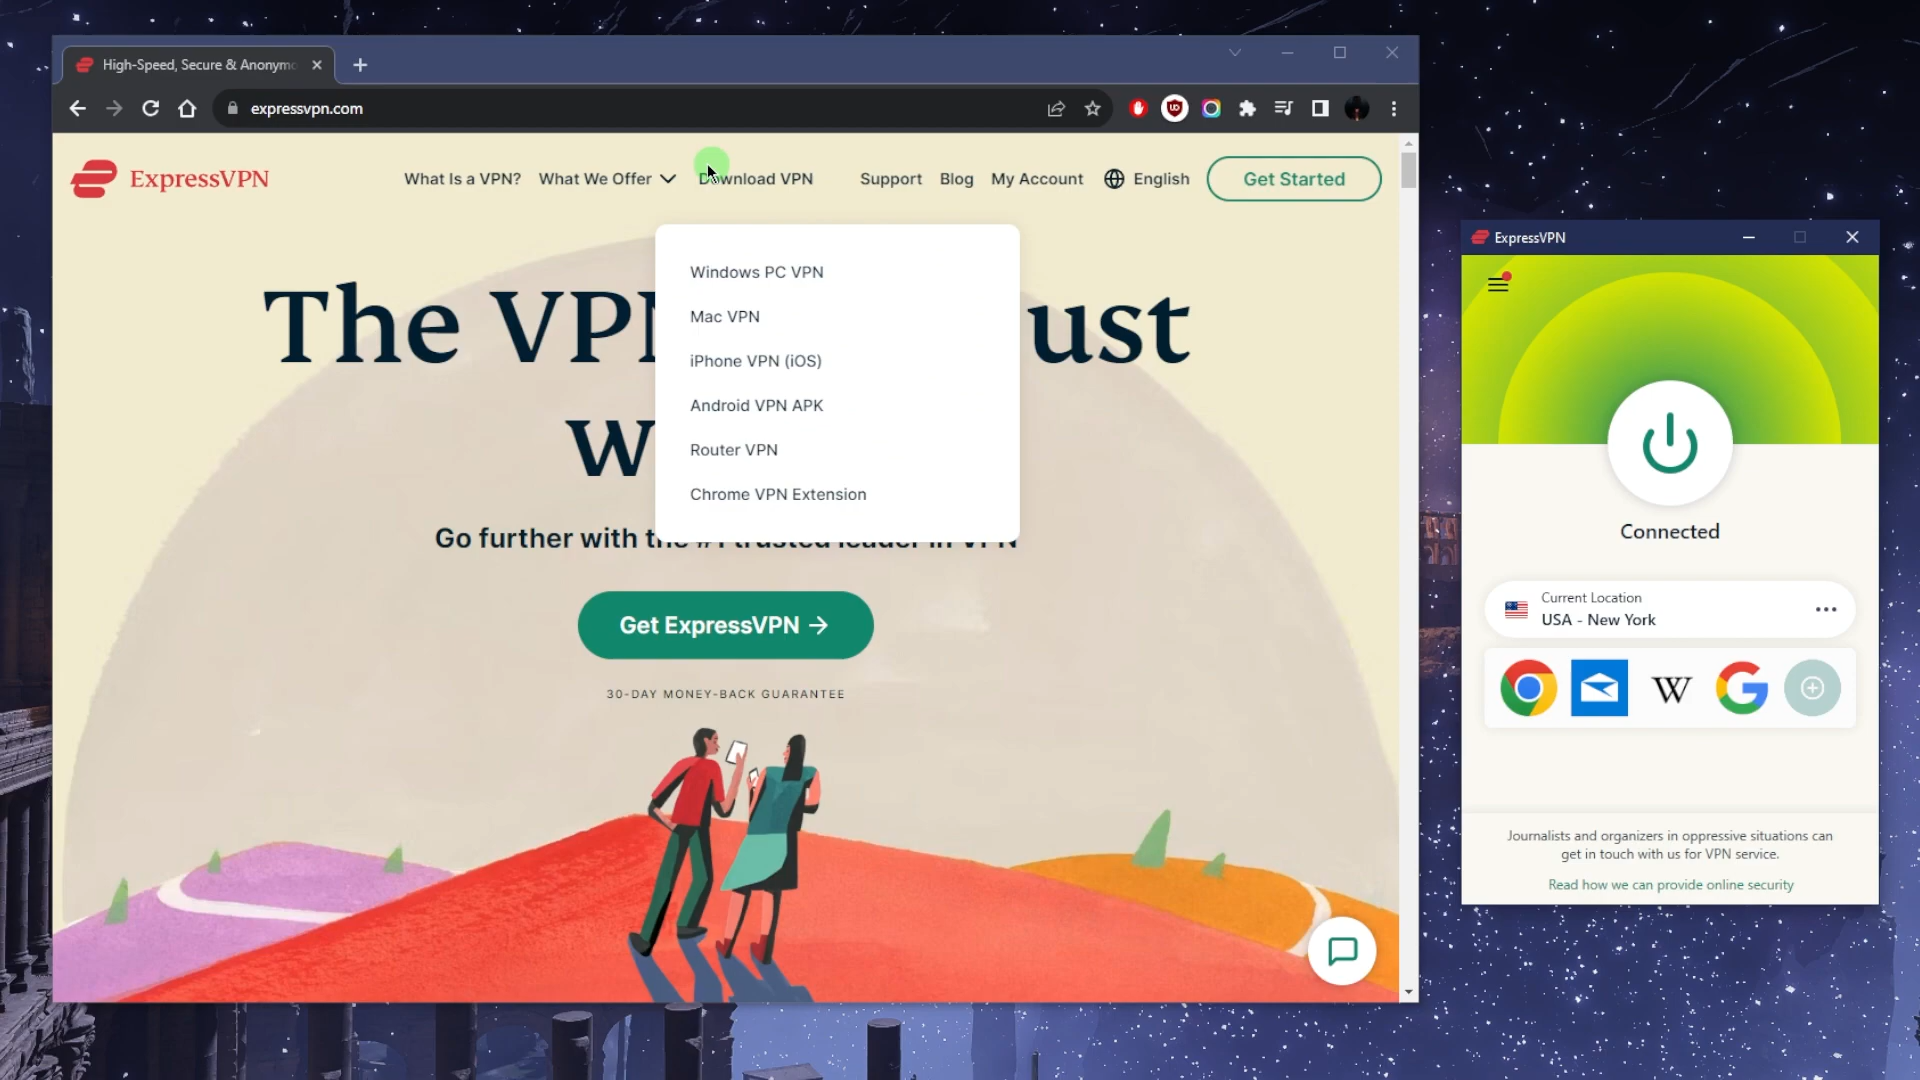 High-Speed, Secure & Anonymo
expressvpn.com
ExpressVPN
What Is a VPN?
What We Offer
Download VPN
Support
Blog
My Account
English
Get Started
Windows PC VPN
Mac VPN
iPhone VPN (iOS)
Android VPN APK
Router VPN
Chrome VPN Extension
The VP ust
w
Go further with
Get ExpressVPN →
30-DAY MONEY-BACK GUARANTEE
ExpressVPN
Connected
Current Location
USA - New York
W
G
Journalists and organizers in oppressive situations can
get in touch with us for VPN service.
Read how we can provide online security